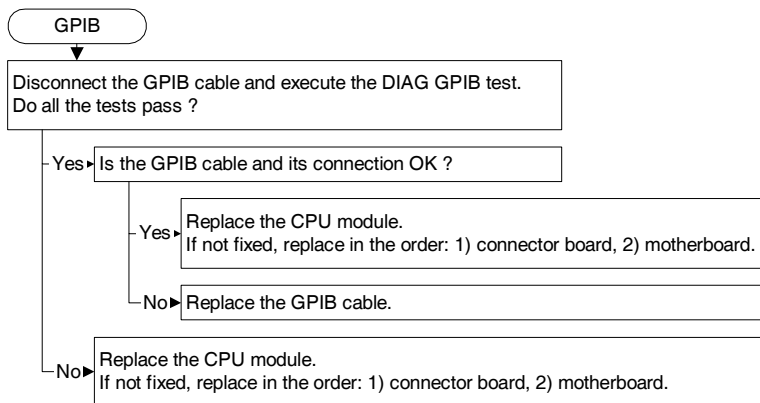 GPIB
Disconnect the GPIB cable and execute the DIAG GPIB test.
Do all the tests pass ?
Yes
Is the GPIB cable and its connection OK ?
Yes
Replace the CPU module.
If not fixed, replace in the order: 1) connector board, 2) motherboard.
No
Replace the GPIB cable.
No
Replace the CPU module.
If not fixed, replace in the order: 1) connector board, 2) motherboard.